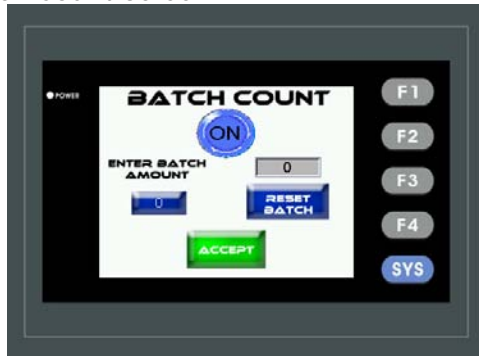 POWER
BATCH COUNT
ON
ENTER BATCH
AMOUNT
0
0
RESET
BATCH
ACCEPT
F1
F2
F3
F4
SYS